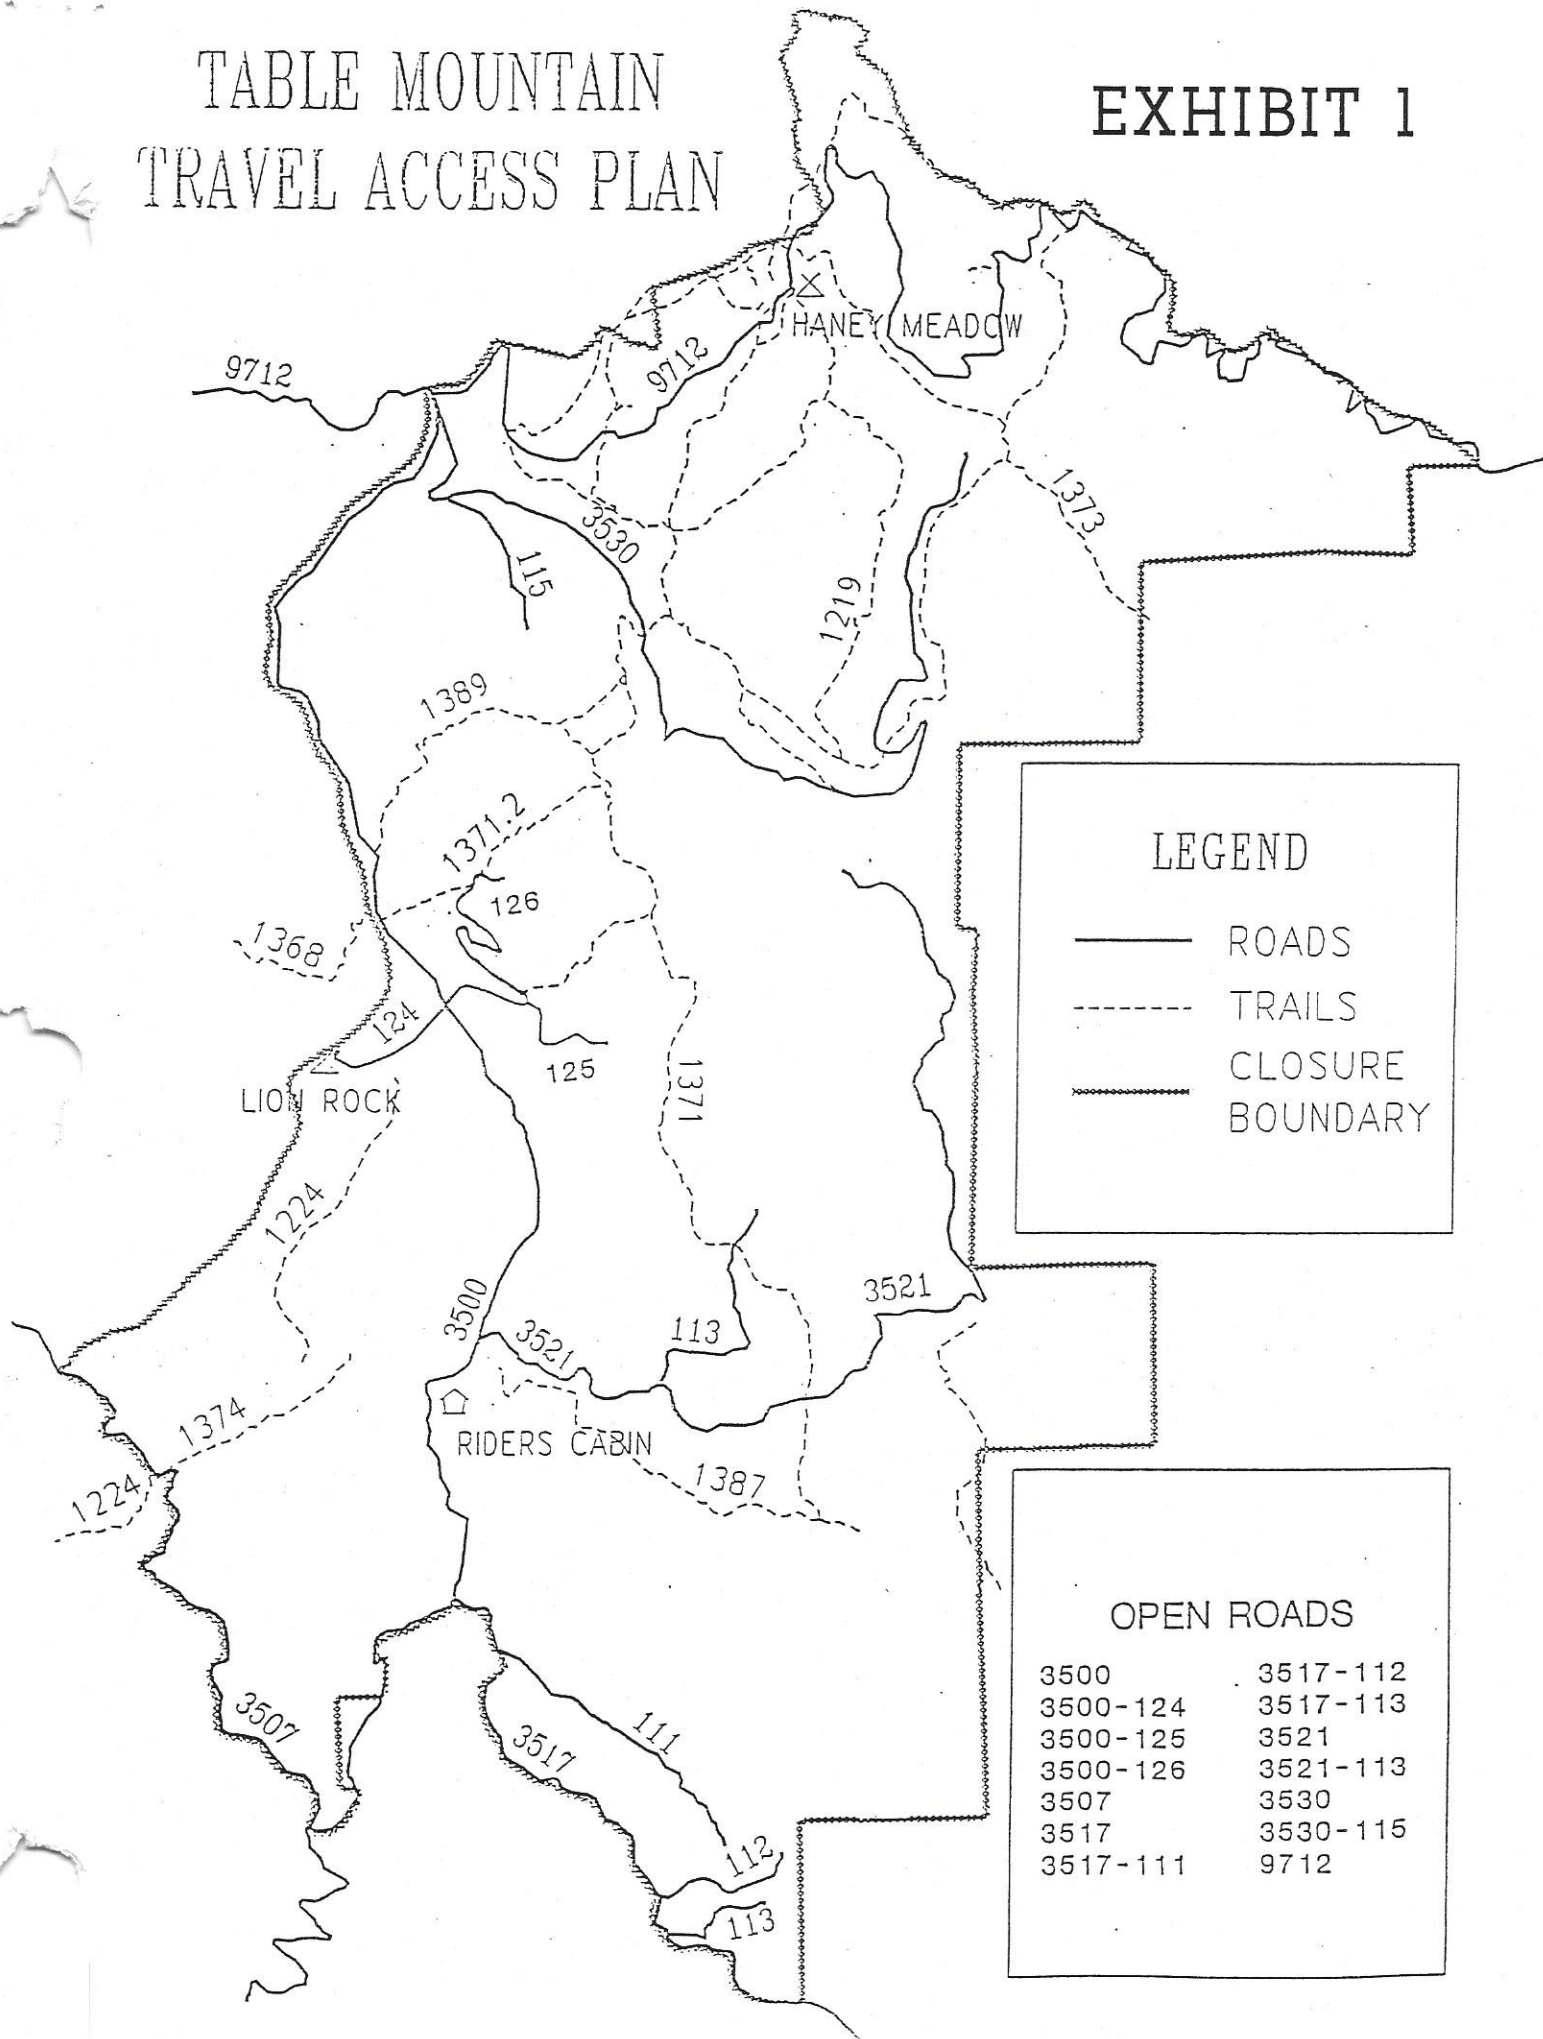 TABLE MOUNTAIN
TRAVEL ACCESS PLAN
EXHIBIT 1
HANEY MEADOW
9712
9712
1373
3530
115
1219
1389
1371.2
126
1368
124
125
LION ROCK
1371
1224
3500
3521
113
3521
1374
RIDERS CABIN
1387
1224
3507
111
3517
112
113
LEGEND
ROADS
TRAILS
CLOSURE
BOUNDARY
OPEN ROADS
3500 3517-112
3500-124 3517-113
3500-125 3521
3500-126 3521-113
3507 3530
3517 3530-115
3517-111 9712